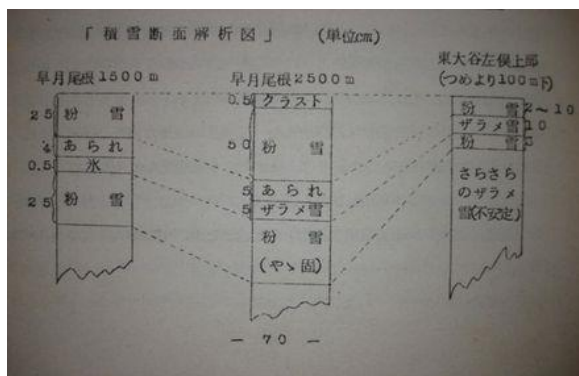 「積雪断面解析図」 (単位cm)
早月尾根1500m
25 粉雪
4 あられ
0.5 氷
25 粉雪
早月尾根2500m
0.5 クラスト
50 粉雪
5 あられ
5 ザラメ雪
粉雪
(やゝ固)
東大谷左俣上部
(つめより100m下)
粉雪 2〜10
ザラメ雪 10
粉雪
さらさら
のザラメ
雪(不安定)
― 70 ―